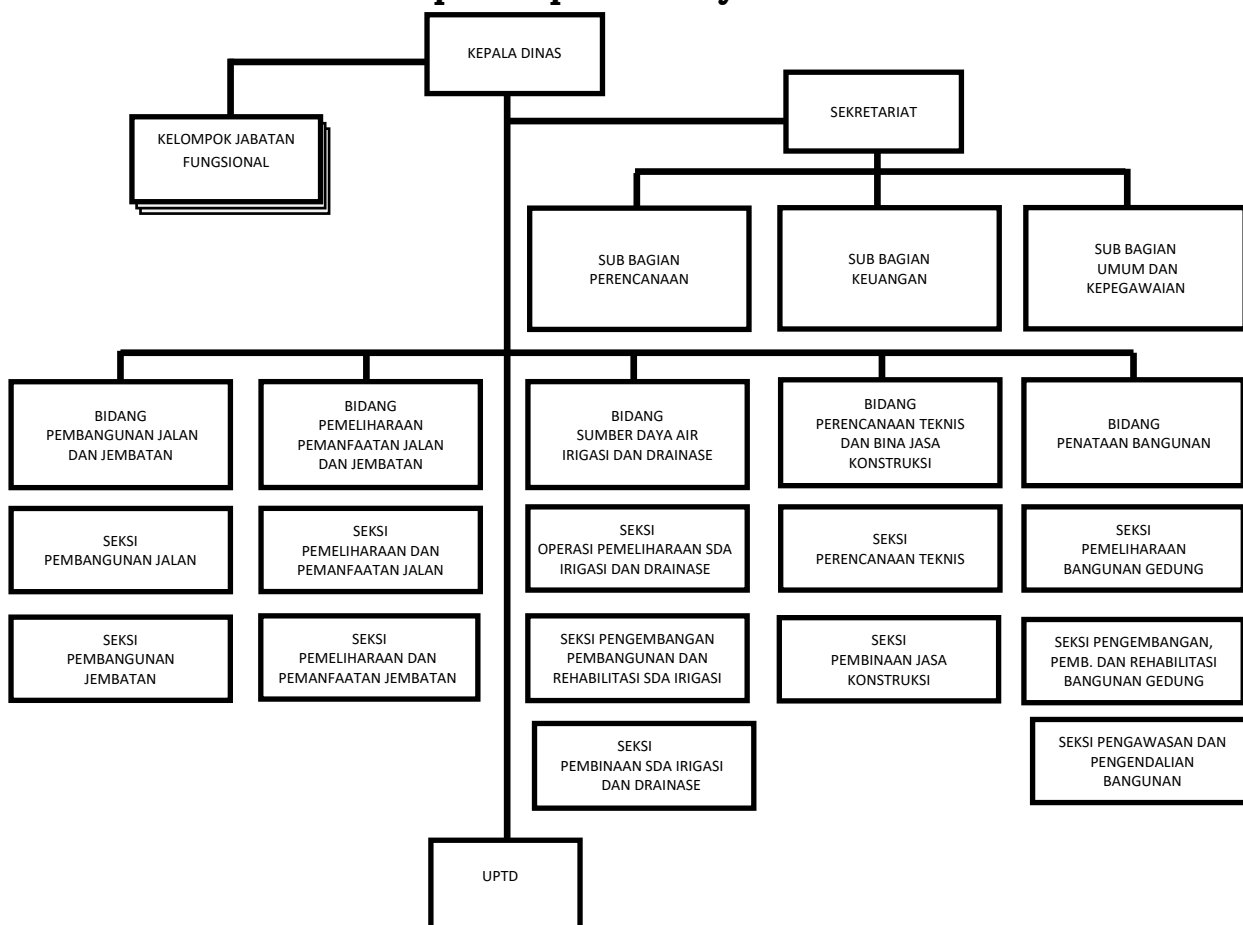 KEPALA DINAS
SEKRETARIAT
KELOMPOK JABATAN
FUNGSIONAL
SUB BAGIAN
PERENCANAAN
SUB BAGIAN
KEUANGAN
SUB BAGIAN
UMUM DAN
KEPEGAWAIAN
BIDANG
PEMBANGUNAN JALAN
DAN JEMBATAN
BIDANG
PEMELIHARAAN
PEMANFAATAN JALAN
DAN JEMBATAN
BIDANG
SUMBER DAYA AIR
IRIGASI DAN DRAINASE
BIDANG
PERENCANAAN TEKNIS
DAN BINA JASA
KONSTRUKSI
BIDANG
PENATAAN BANGUNAN
SEKSI
PEMBANGUNAN JALAN
SEKSI
PEMELIHARAAN DAN
PEMANFAATAN JALAN
SEKSI
OPERASI PEMELIHARAAN SDA
IRIGASI DAN DRAINASE
SEKSI
PERENCANAAN TEKNIS
SEKSI
PEMELIHARAAN
BANGUNAN GEDUNG
SEKSI
PEMBANGUNAN
JEMBATAN
SEKSI
PEMELIHARAAN DAN
PEMANFAATAN JEMBATAN
SEKSI PENGEMBANGAN
PEMBANGUNAN DAN
REHABILITASI SDA IRIGASI
SEKSI
PEMBINAAN JASA
KONSTRUKSI
SEKSI PENGEMBANGAN,
PEMB. DAN REHABILITASI
BANGUNAN GEDUNG
SEKSI
PEMBINAAN SDA IRIGASI
DAN DRAINASE
SEKSI PENGAWASAN DAN
PENGENDALIAN
BANGUNAN
UPTD